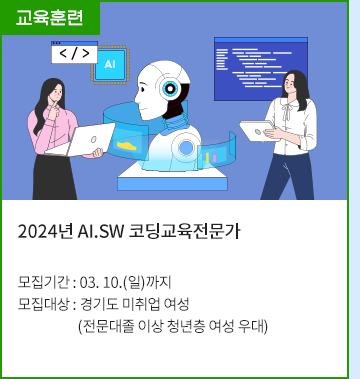 교육훈련
</>
AI
2024년 AI.SW 코딩교육전문가
모집기간 : 03. 10.(일)까지
모집대상 : 경기도 미취업 여성
(전문대졸 이상 청년층 여성 우대)